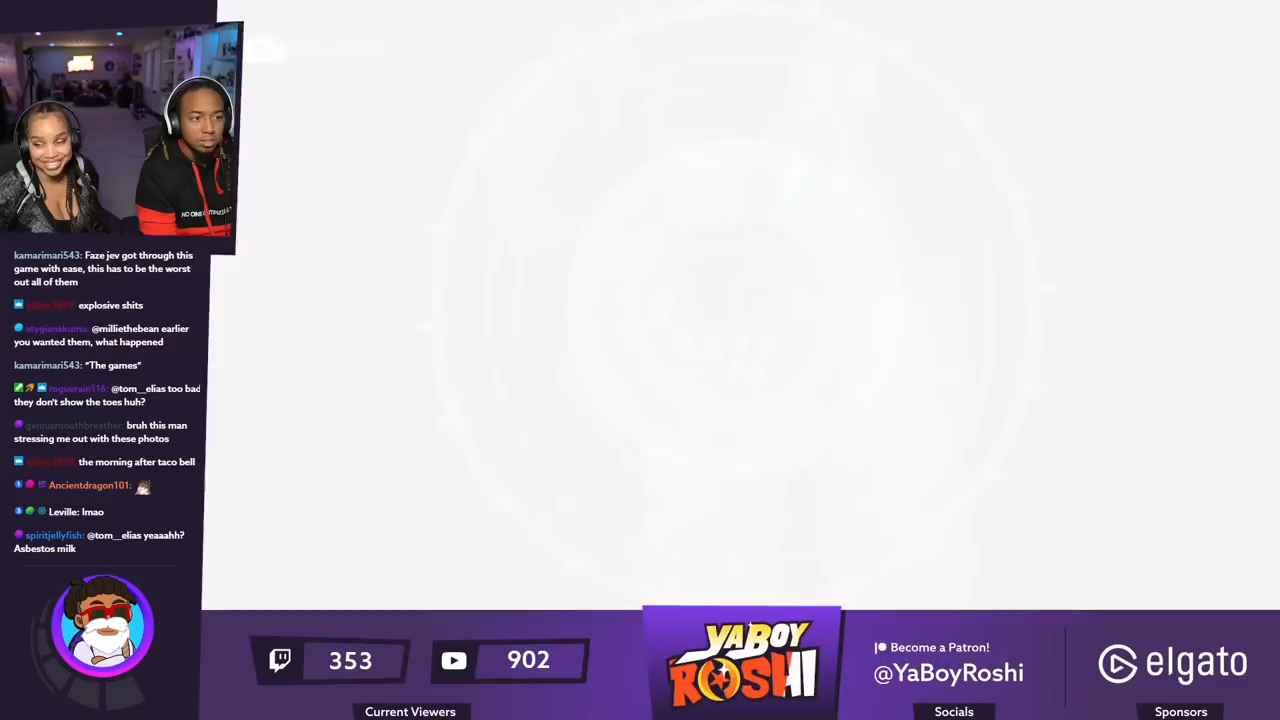 kamarimari543: Faze jev got through this
game with ease, this has to be the worst
out all of them
explosive shits
stygianakuma: @milliethebean earlier
you wanted them, what happened
kamarimari543: “The games”
roguerain116: @tom__elias too bad
they don't show the toes huh?
geniusmouthbreather: bruh this man
stressing me out with these photos
the morning after taco bell
Ancientdragon101:
Leville: lmao
spiritjellyfish: @tom__elias yeaaahh?
Asbestos milk
353
902
Current Viewers
YABOY
ROSHI
Become a Patron!
@YaBoyRoshi
Socials
elgato
Sponsors